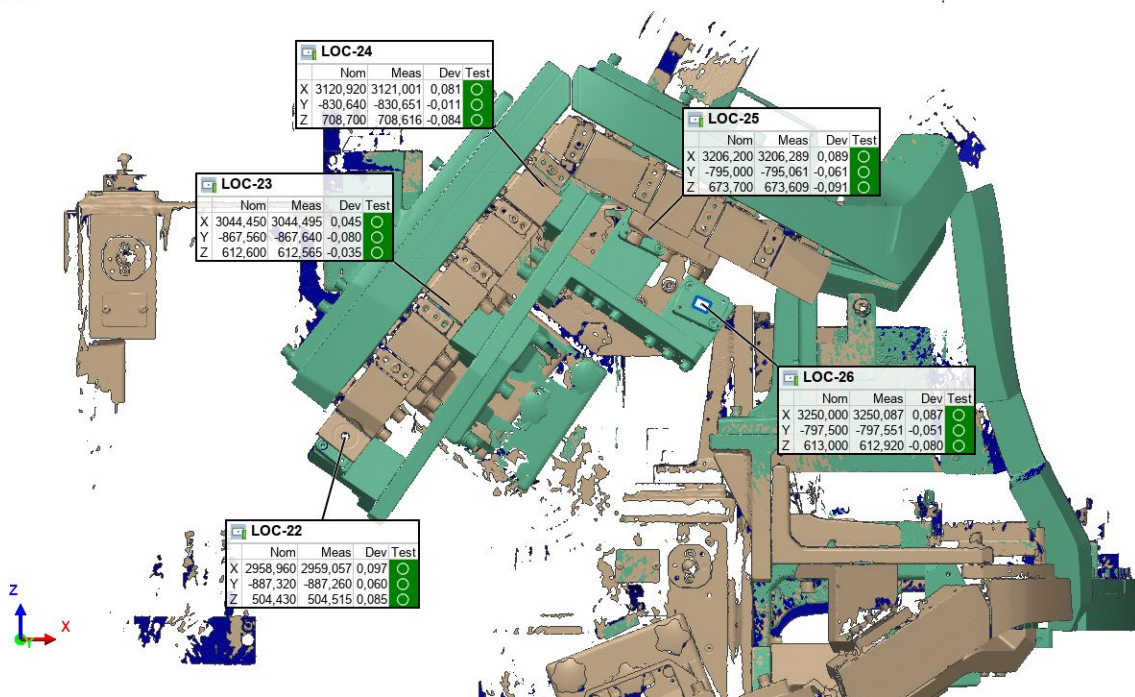 LOC-24
Nom Meas Dev Test
X 3120,920 3121,001 0,081
Y -830,640 -830,651 -0,011
Z 708,700 708,616 -0,084
LOC-25
Nom Meas Dev Test
X 3206,200 3206,289 0,089
Y -795,000 -795,061 -0,061
Z 673,700 673,609 -0,091
LOC-23
Nom Meas Dev Test
X 3044,450 3044,495 0,045
Y -867,560 -867,640 -0,080
Z 612,600 612,565 -0,035
LOC-26
Nom Meas Dev Test
X 3250,000 3250,087 0,087
Y -797,500 -797,551 -0,051
Z 613,000 612,920 -0,080
LOC-22
Nom Meas Dev Test
X 2958,960 2959,057 0,097
Y -887,320 -887,260 0,060
Z 504,430 504,515 0,085
Z
X
Y